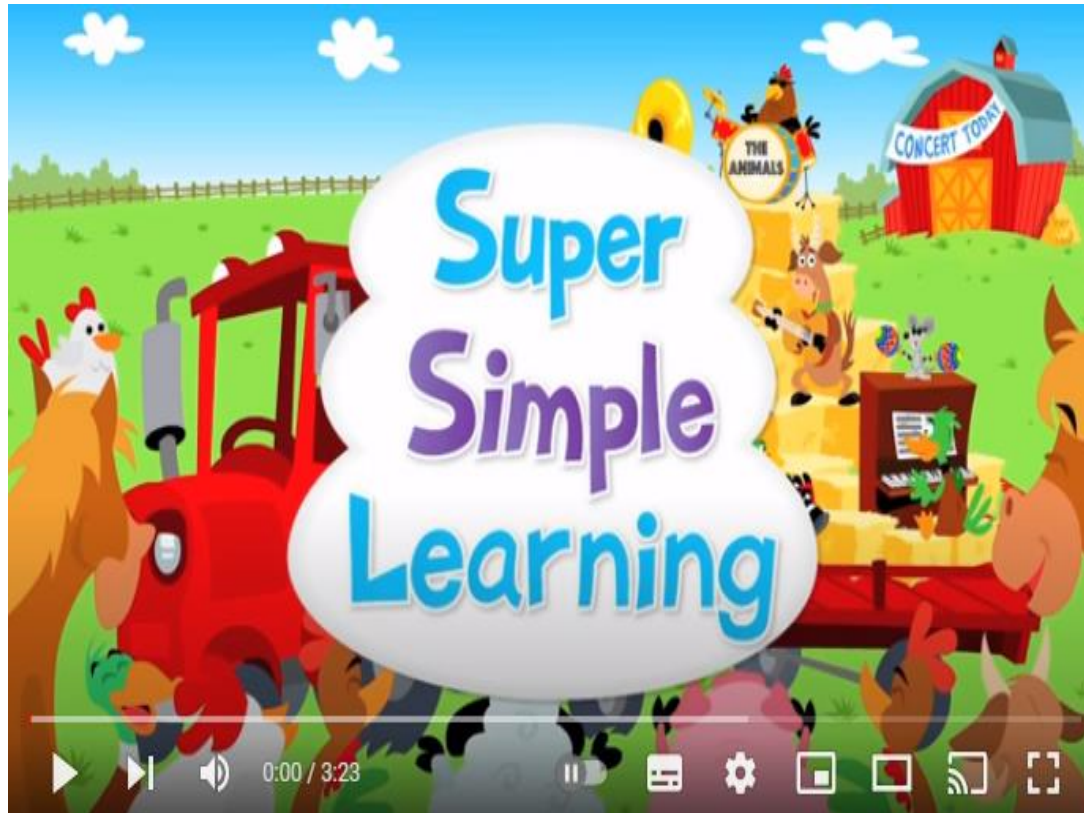 THE
ANIMALS
CONCERT TODAY
Super
Simple
Learning
0:00 / 3:23